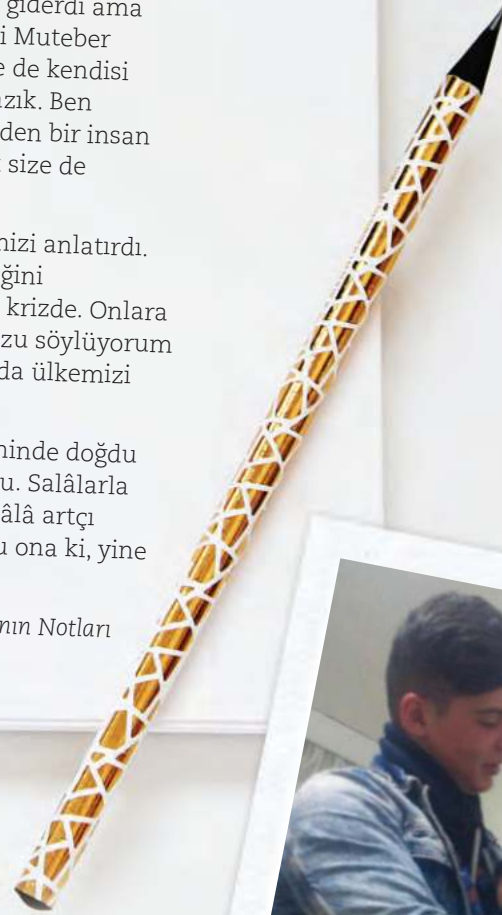 giderdi ama
i Muteber
e de kendisi
azık. Ben
den bir insan
size de
mizi anlatırdı.
ğini
krizde. Onlara
zu söylüyorum
da ülkemizi
ninde doğdu
u. Salâlarla
âlâ artçı
u ona ki, yine
nın Notları